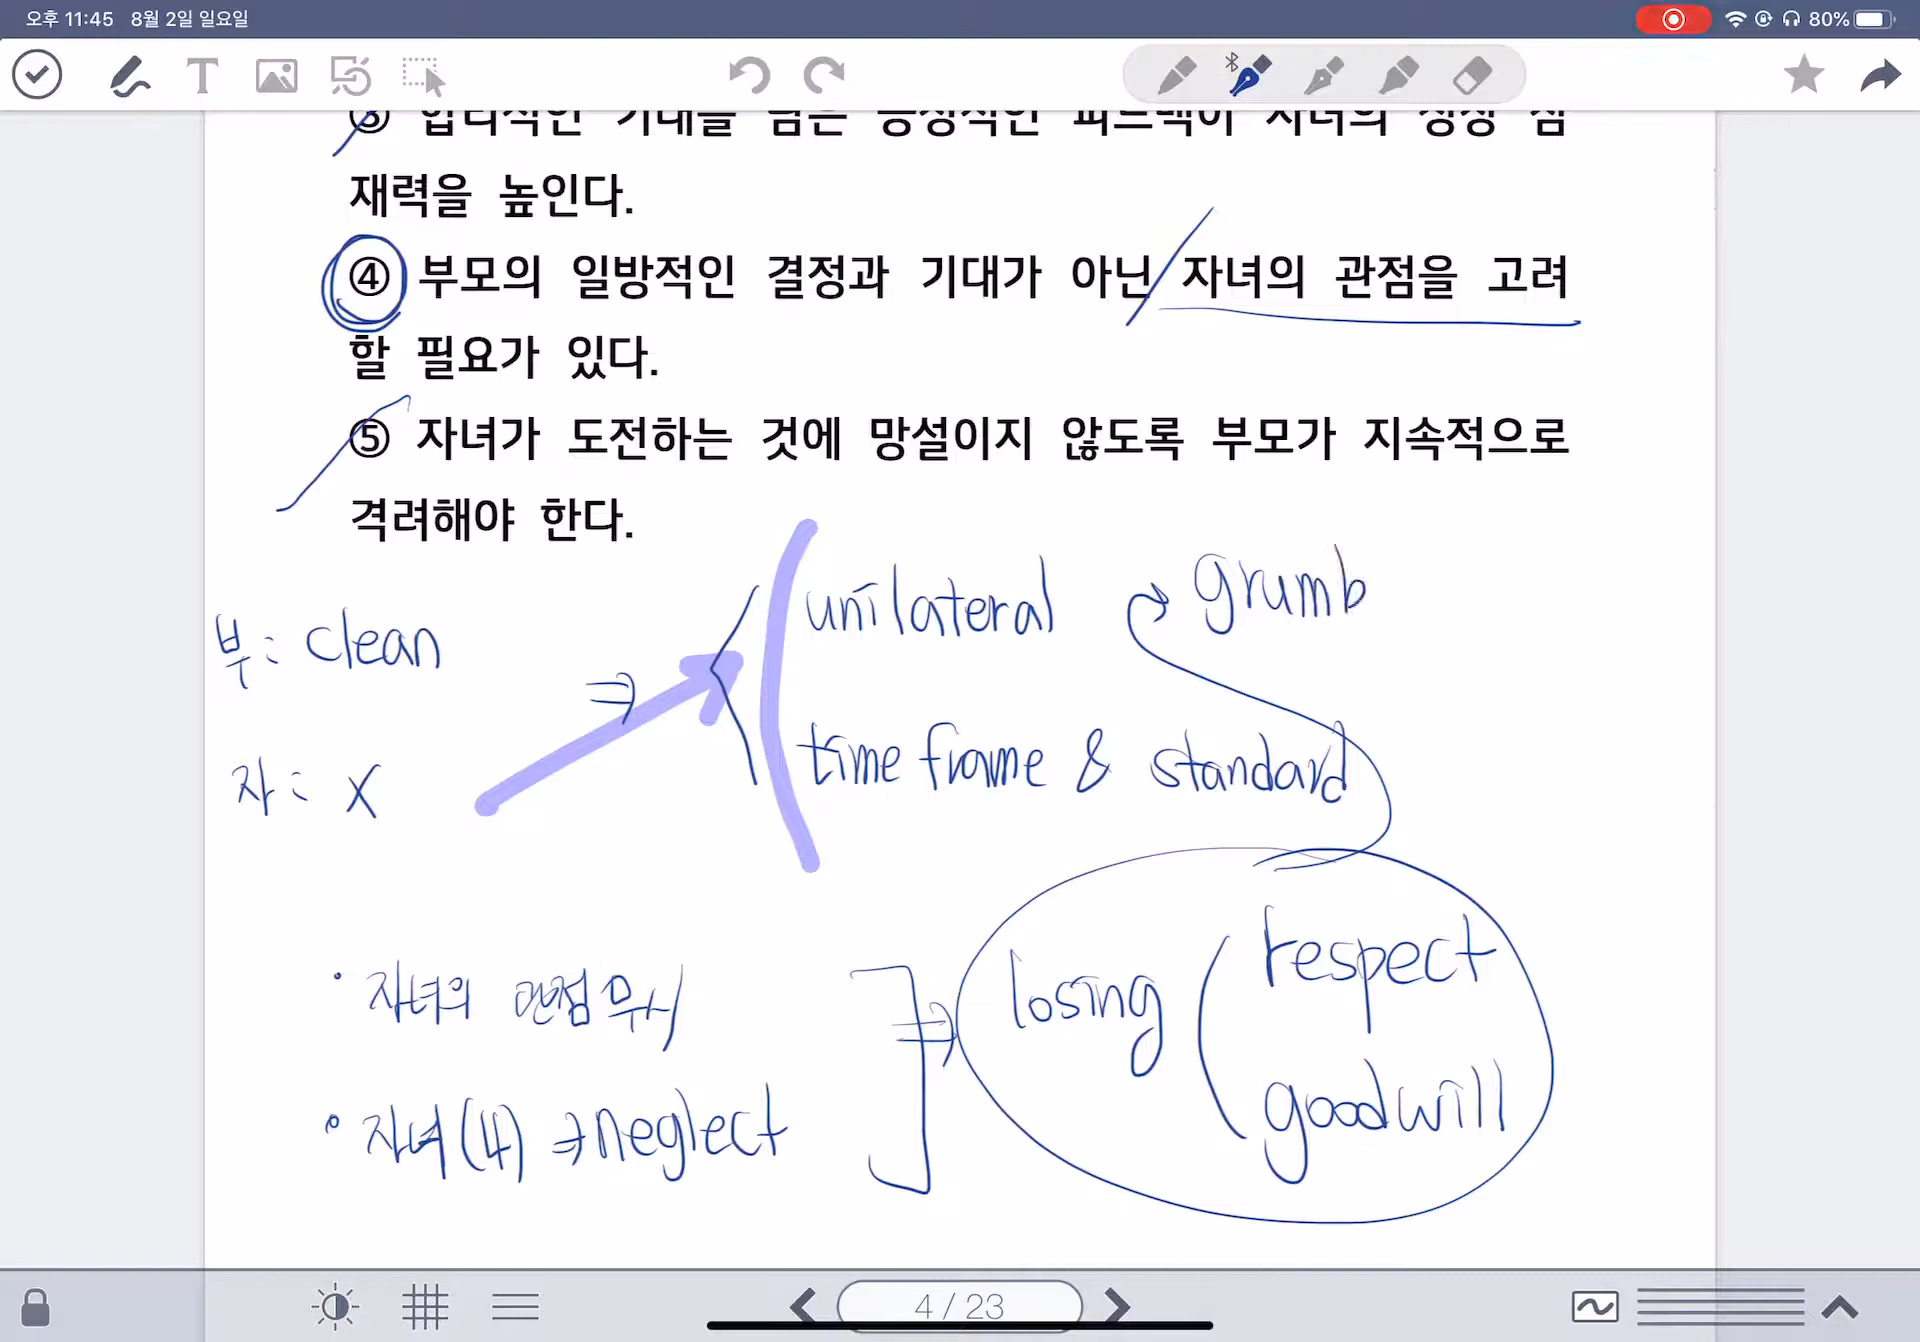 오후 11:45 8월 2일 일요일
80%
재력을 높인다.
④ 부모의 일방적인 결정과 기대가 아닌 자녀의 관점을 고려
할 필요가 있다.
⑤ 자녀가 도전하는 것에 망설이지 않도록 부모가 지속적으로
격려해야 한다.
unilateral grumb
부: clean
time frame & standard
자: X
respect
• 자녀의 관점 무시
losing
goodwill
• 자녀(4) ⇒ neglect
4 / 23